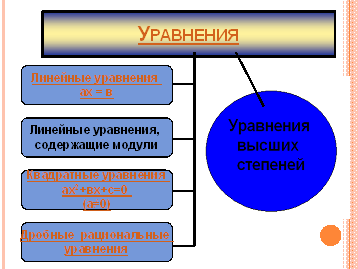 УРАВНЕНИЯ
Линейные уравнения
ах = в
Линейные уравнения,
содержащие модули
Квадратные уравнения
ах²+вх+с=0
(а=0)
Дробные рациональные
уравнения
Уравнения
высших
степеней